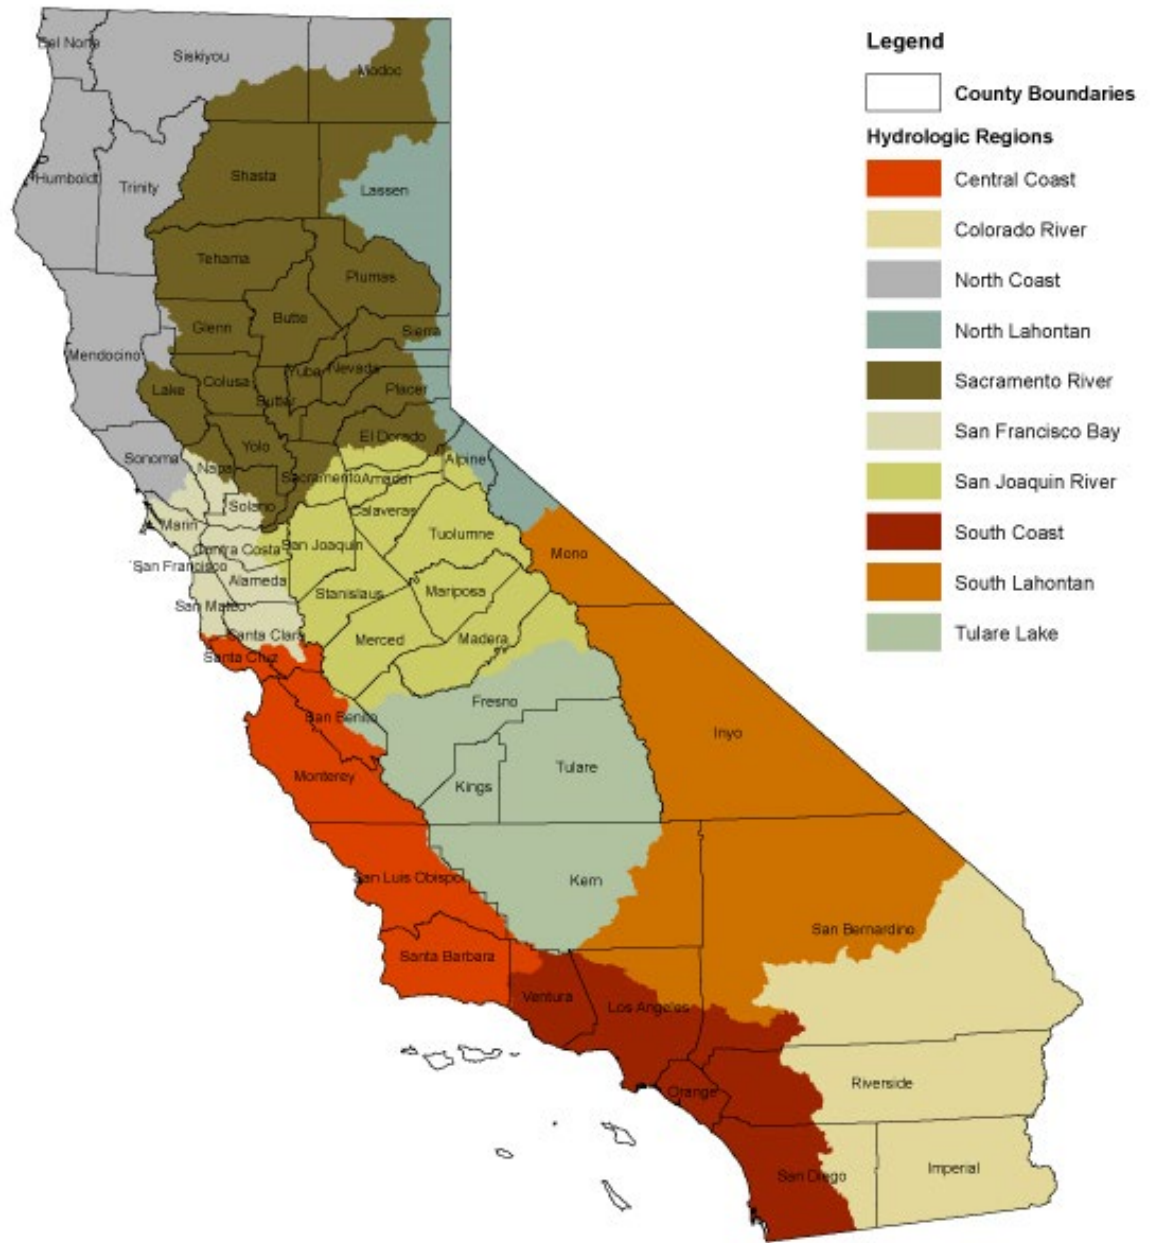 Legend
County Boundaries
Hydrologic Regions
Central Coast
Colorado River
North Coast
North Lahontan
Sacramento River
San Francisco Bay
San Joaquin River
South Coast
South Lahontan
Tulare Lake
Del Norte
Siskiyou
Modoc
Humboldt
Trinity
Shasta
Lassen
Tehama
Plumas
Glenn
Butte
Sierra
Mendocino
Lake
Colusa
Yuba
Nevada
Sutter
Placer
Yolo
El Dorado
Sonoma
Napa
Alpine
Sacramento
Amador
Solano
Calaveras
Marin
Tuolumne
Contra Costa
San Joaquin
Mono
San Francisco
Alameda
Stanislaus
Mariposa
San Mateo
Santa Clara
Merced
Madera
Santa Cruz
Fresno
San Benito
Inyo
Monterey
Kings
Tulare
San Luis Obispo
Kern
San Bernardino
Santa Barbara
Ventura
Los Angeles
Orange
Riverside
San Diego
Imperial